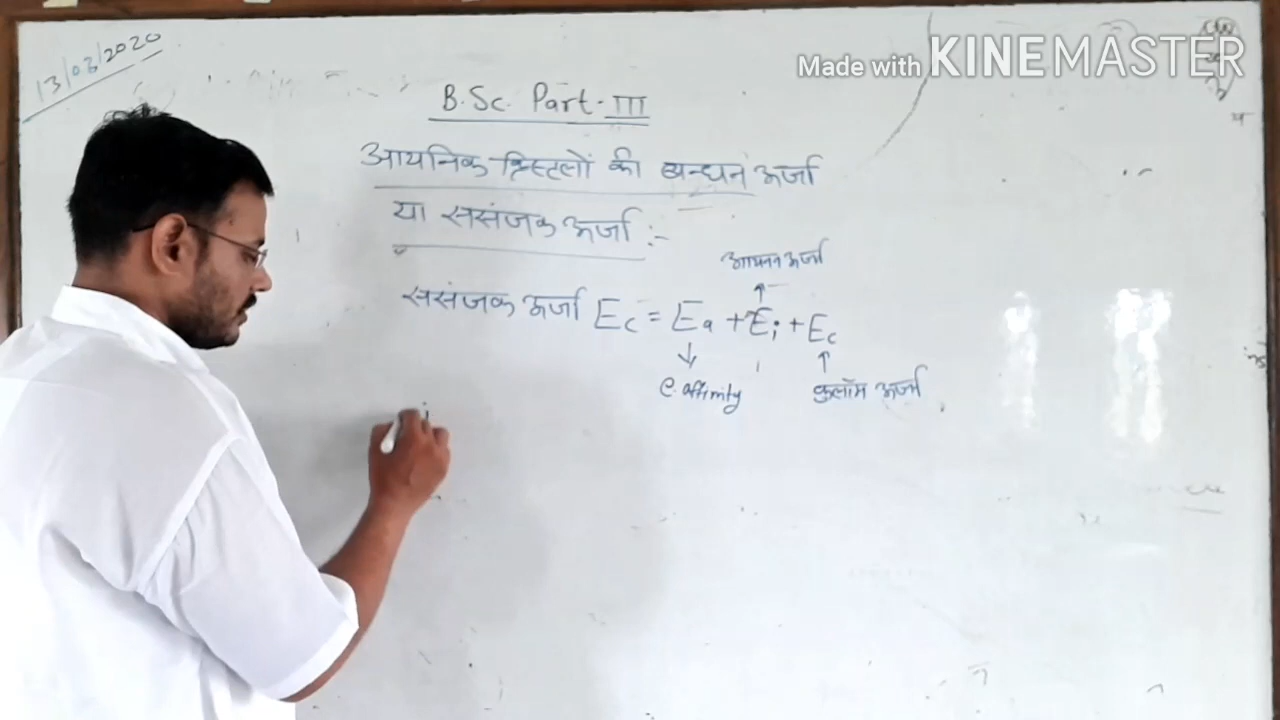 13/03/2020
Made with KINEMASTER
B.Sc. Part-III
आयनिक क्रिस्टलों की बन्धन ऊर्जा
या ससंजक ऊर्जा :-
आयनन ऊर्जा
ससंजक ऊर्जा Ec = Ea + Ei + Ec
e. affinity कुलॉम ऊर्जा